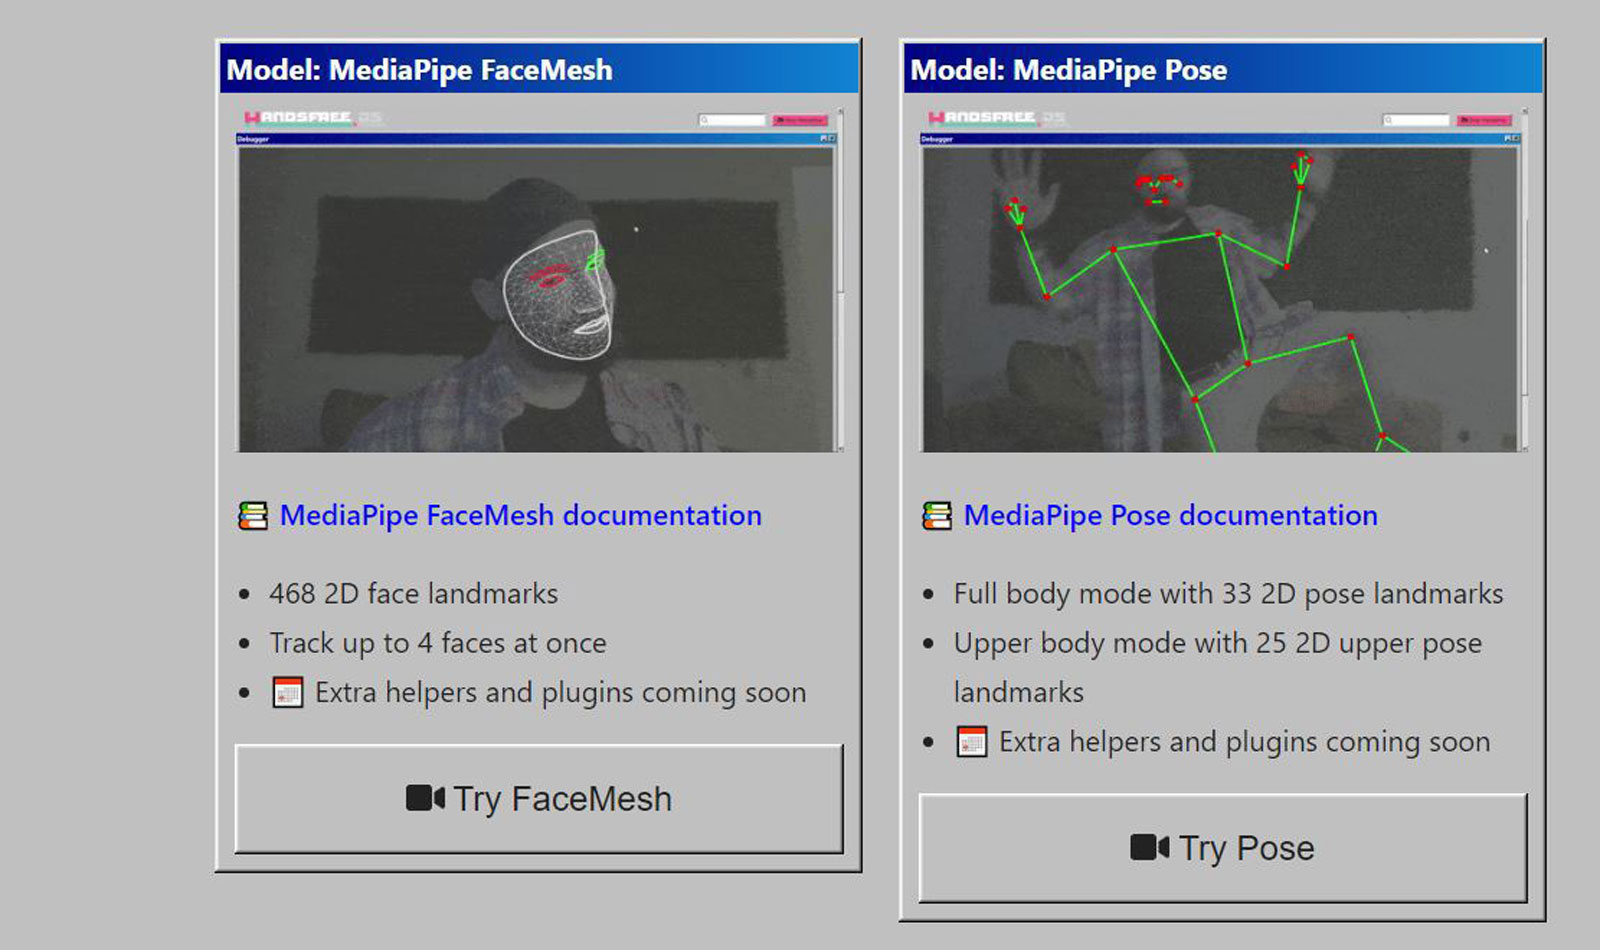 Model: MediaPipe FaceMesh
HANDSFREE.JS
Debugger
MediaPipe FaceMesh documentation
468 2D face landmarks
Track up to 4 faces at once
Extra helpers and plugins coming soon
Try FaceMesh
Model: MediaPipe Pose
HANDSFREE.JS
Debugger
MediaPipe Pose documentation
Full body mode with 33 2D pose landmarks
Upper body mode with 25 2D upper pose
landmarks
Extra helpers and plugins coming soon
Try Pose